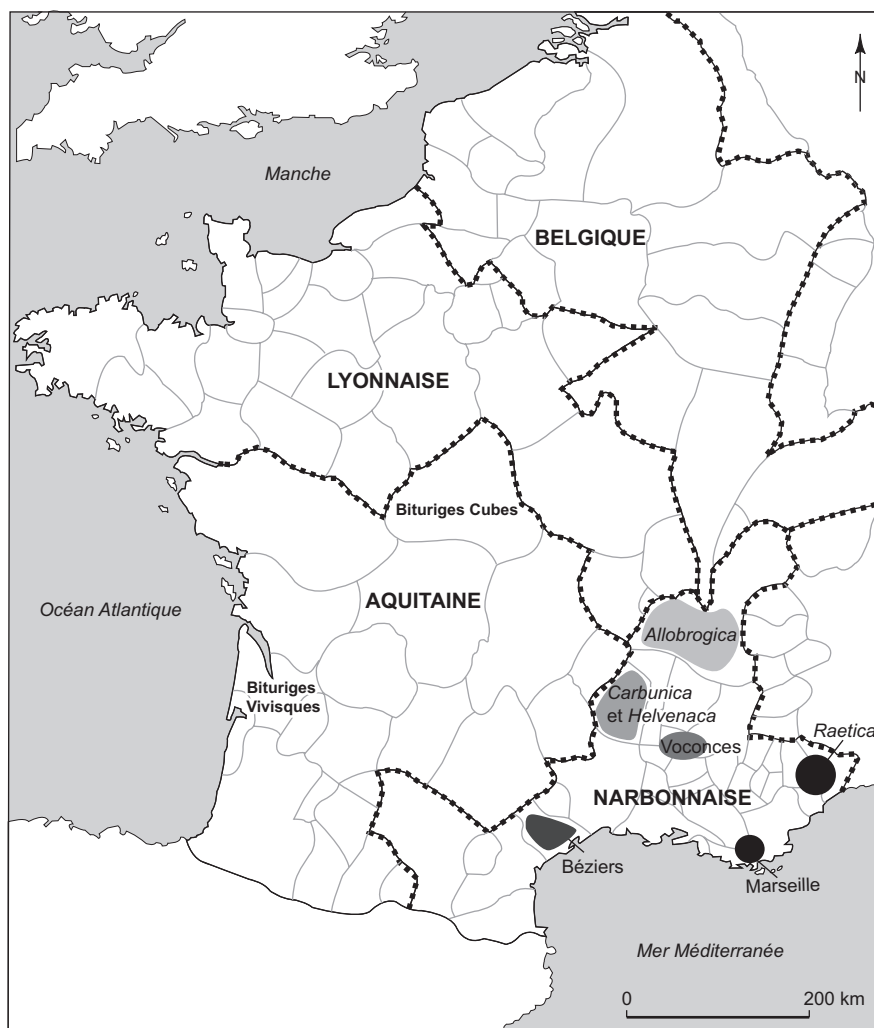 N
Manche
BELGIQUE
LYONNAISE
Bituriges Cubes
Océan Atlantique
AQUITAINE
Allobrogica
Bituriges
Vivisques
Carbunica
et Helvenaca
Raetica
Voconces
NARBONNAISE
Béziers
Marseille
Mer Méditerranée
0
200 km